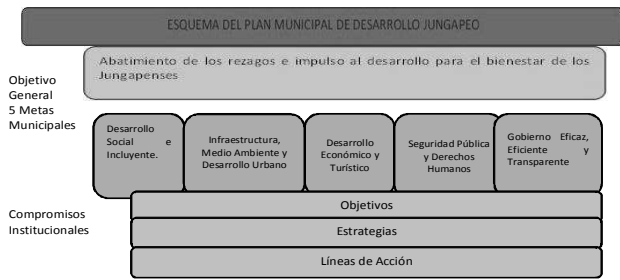 ESQUEMA DEL PLAN MUNICIPAL DE DESARROLLO JUNGAPEO
Abatimiento de los rezagos e impulso al desarrollo para el bienestar de los
Jungapenses
Objetivo
General
5 Metas
Municipales
Desarrollo
Social e
Incluyente.
Infraestructura,
Medio Ambiente y
Desarrollo Urbano
Desarrollo
Económico y
Turístico
Seguridad Pública
y Derechos
Humanos
Gobierno Eficaz,
Eficiente y
Transparente
Compromisos
Institucionales
Objetivos
Estrategias
Líneas de Acción